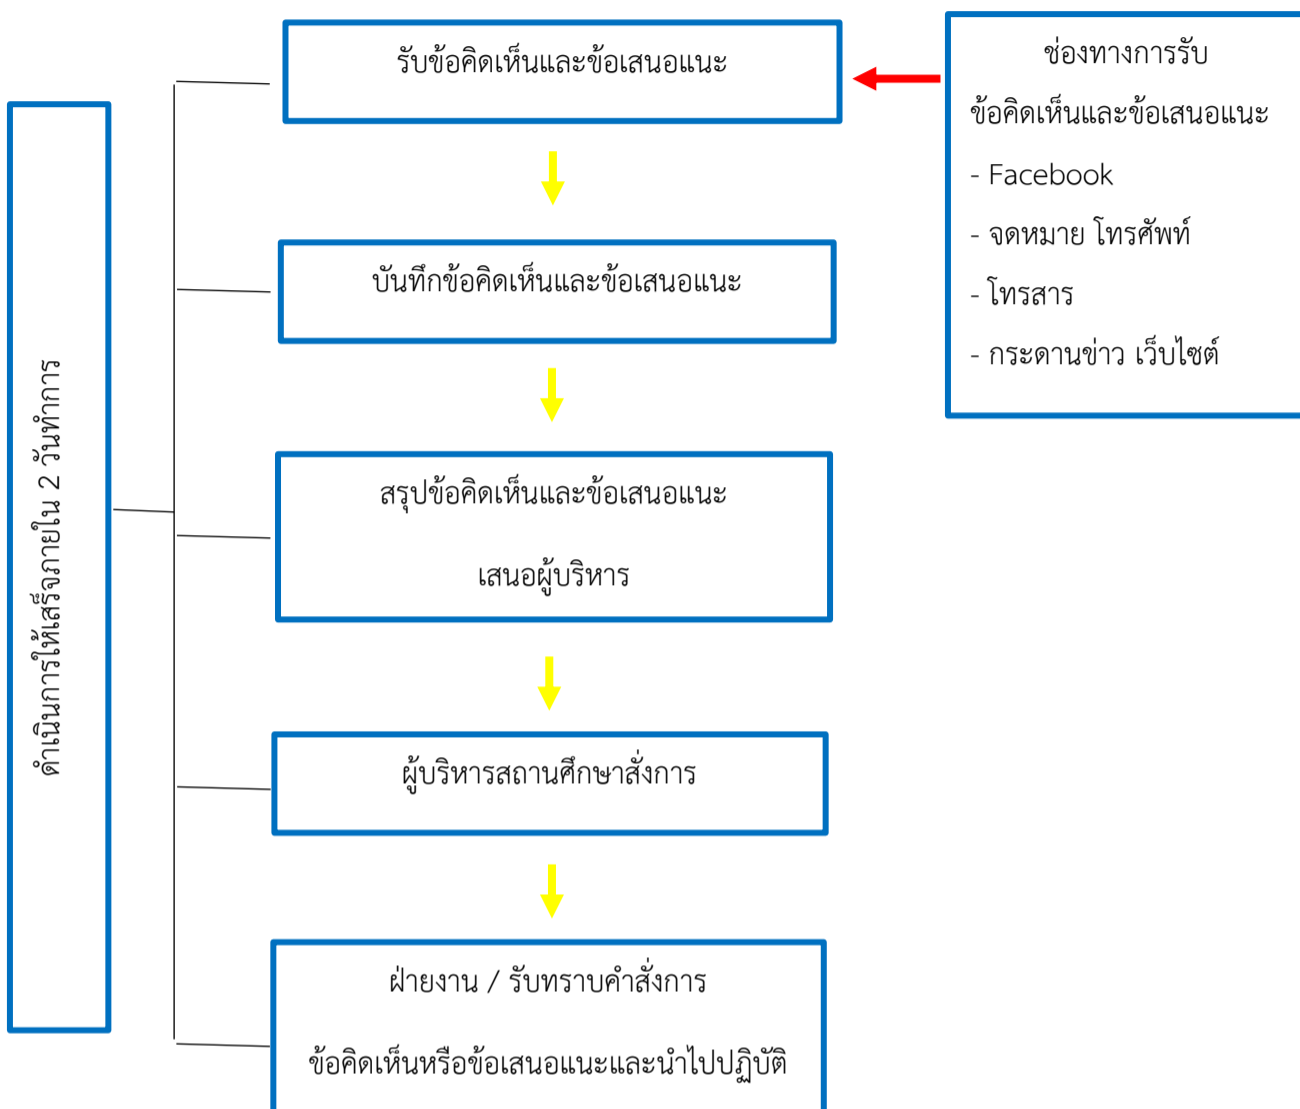 รับข้อคิดเห็นและข้อเสนอแนะ
ช่องทางการรับ
ข้อคิดเห็นและข้อเสนอแนะ
- Facebook
- จดหมาย โทรศัพท์
- โทรสาร
- กระดานข่าว เว็บไซต์
บันทึกข้อคิดเห็นและข้อเสนอแนะ
สรุปข้อคิดเห็นและข้อเสนอแนะ
เสนอผู้บริหาร
ผู้บริหารสถานศึกษาสั่งการ
ฝ่ายงาน / รับทราบคำสั่งการ
ข้อคิดเห็นหรือข้อเสนอแนะและนำไปปฏิบัติ
ดำเนินการให้เสร็จภายใน 2 วันทำการ